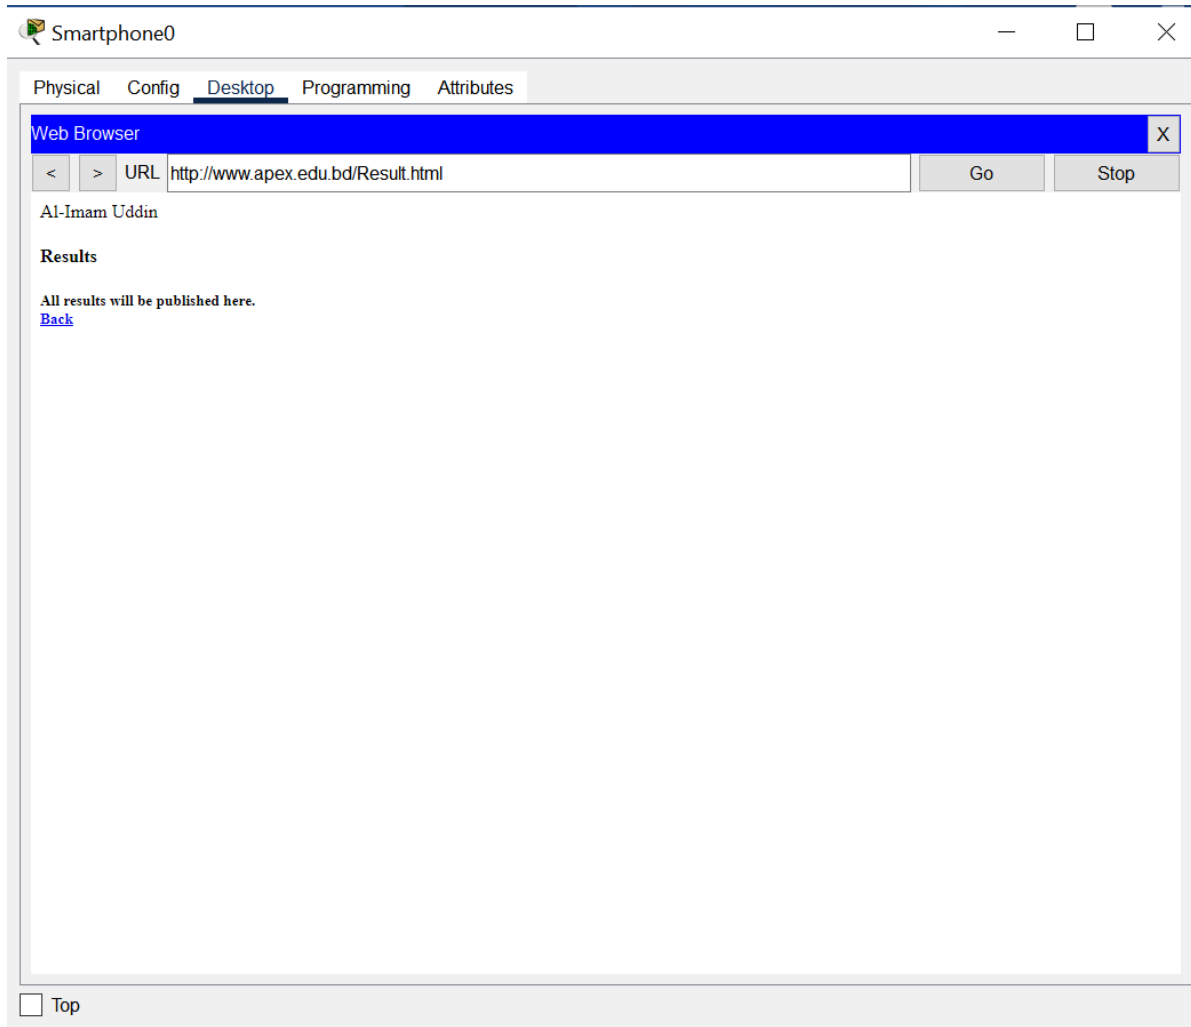 Smartphone0
Physical Config Desktop Programming Attributes
Web Browser X
< > URL http://www.apex.edu.bd/Result.html Go Stop
Al-Imam Uddin
Results
All results will be published here.
Back
Top